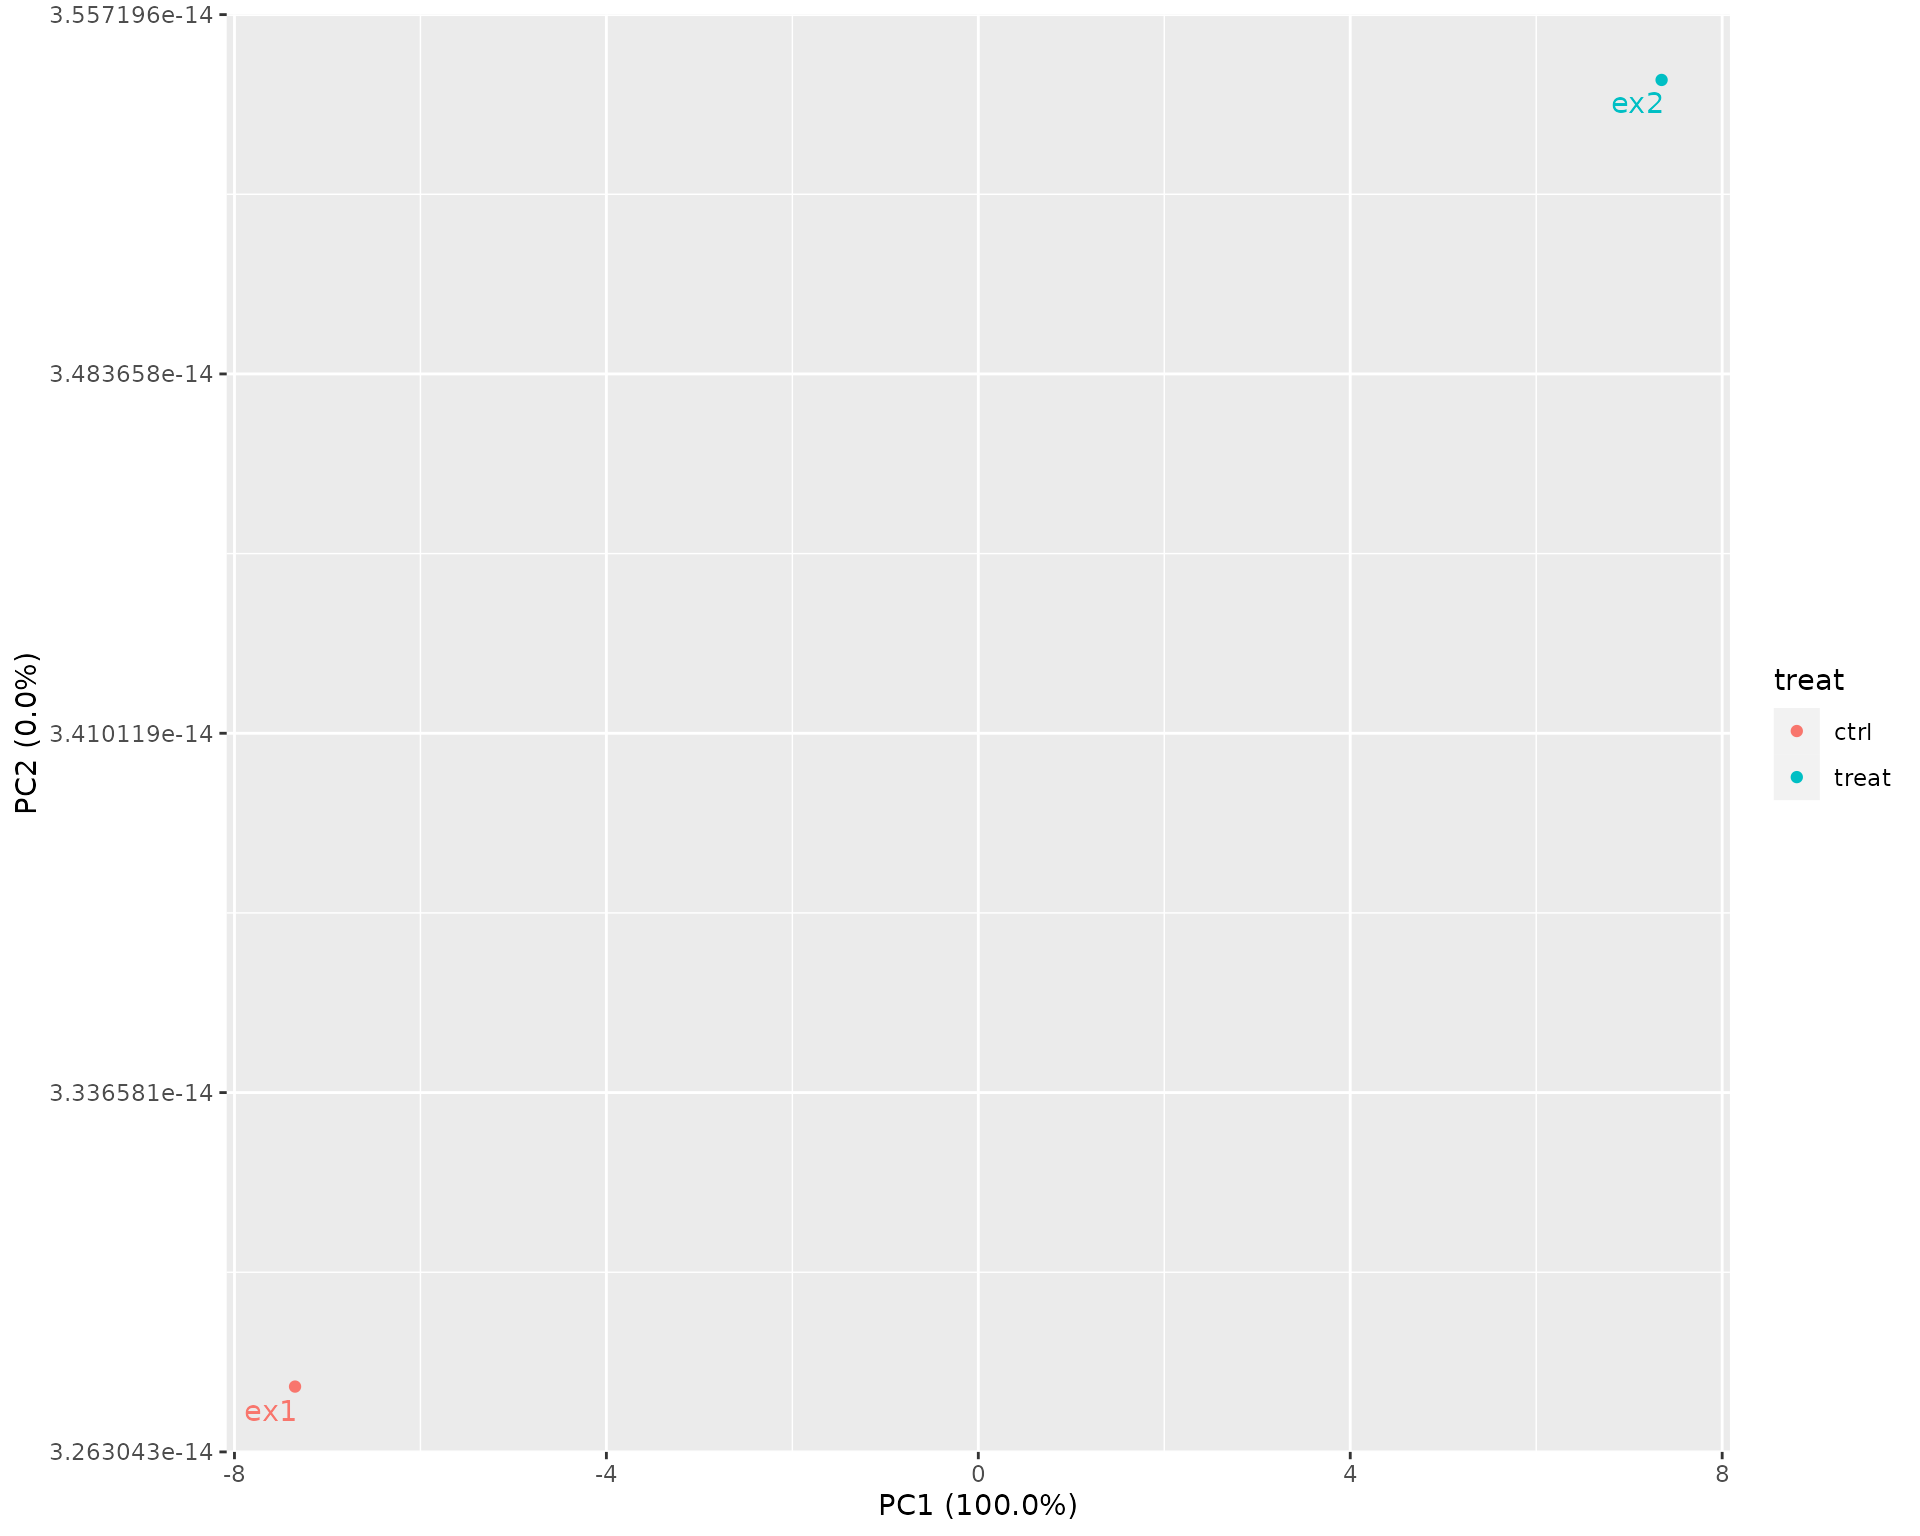 3.557196e-14
3.483658e-14
3.410119e-14
3.336581e-14
3.263043e-14
PC2 (0.0%)
ex2
ex1
-8 -4 0 4 8
PC1 (100.0%)
treat
ctrl
treat